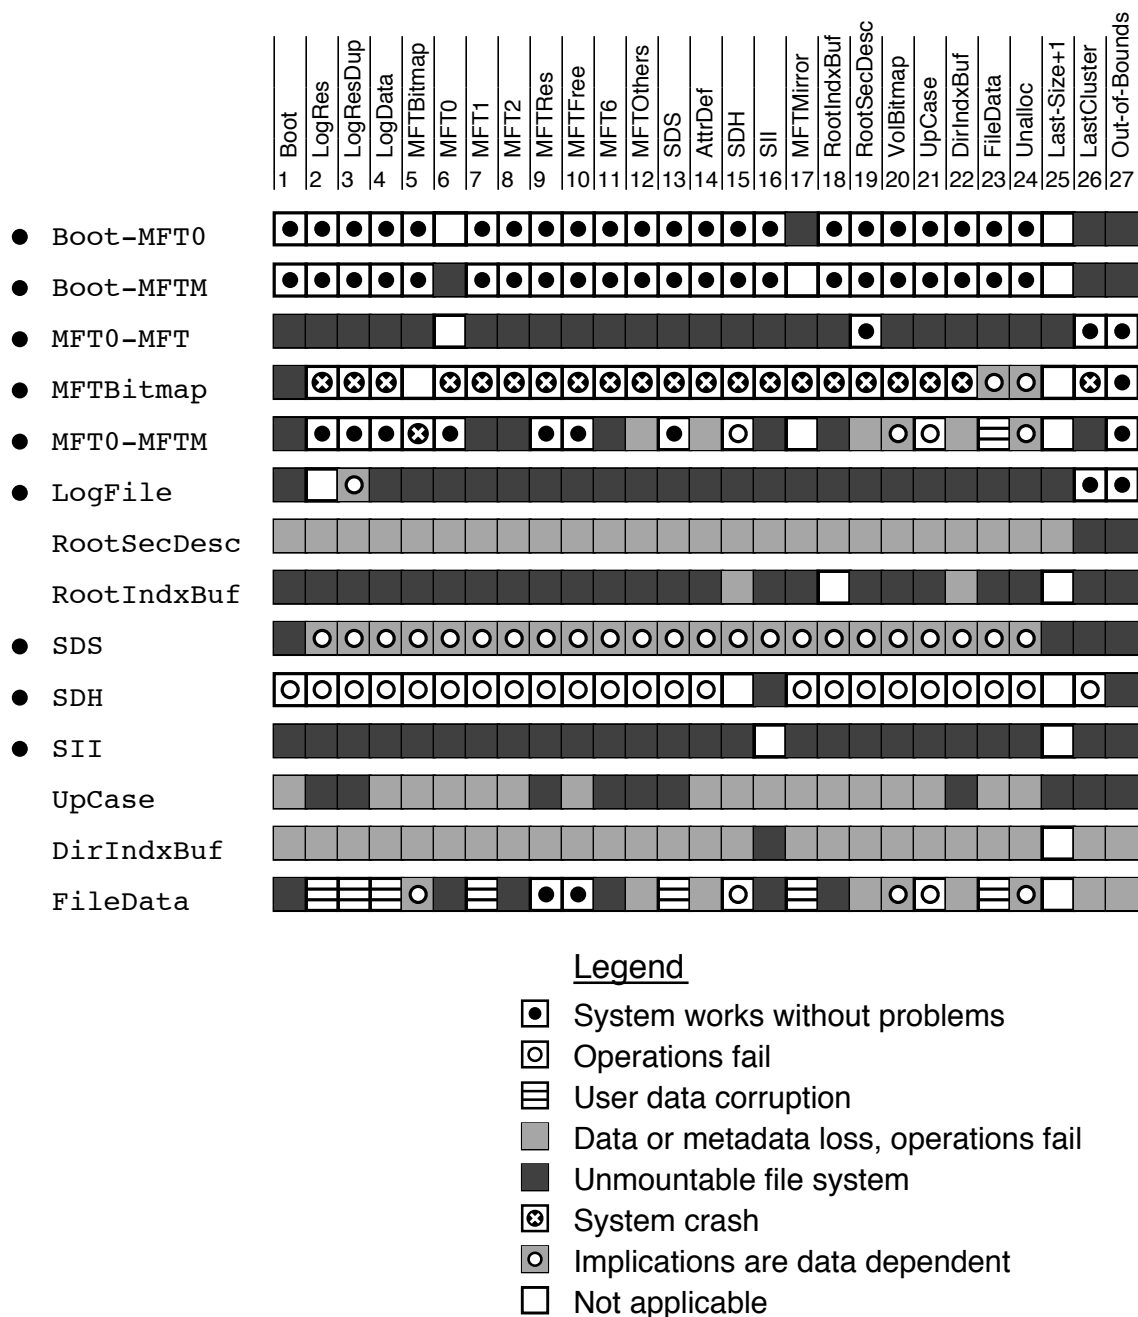 Boot
LogRes
LogResDup
LogData
MFTBitmap
MFT0
MFT1
MFT2
MFTRes
MFTFree
MFT6
MFTOthers
SDS
AttrDef
SDH
SII
MFTMirror
RootIndxBuf
RootSecDesc
VolBitmap
UpCase
DirIndxBuf
FileData
Unalloc
Last-Size+1
LastCluster
Out-of-Bounds
1 2 3 4 5 6 7 8 9 10 11 12 13 14 15 16 17 18 19 20 21 22 23 24 25 26 27
Boot-MFT0
Boot-MFTM
MFT0-MFT
MFTBitmap
MFT0-MFTM
LogFile
RootSecDesc
RootIndxBuf
SDS
SDH
SII
UpCase
DirIndxBuf
FileData
Legend
System works without problems
Operations fail
User data corruption
Data or metadata loss, operations fail
Unmountable file system
System crash
Implications are data dependent
Not applicable